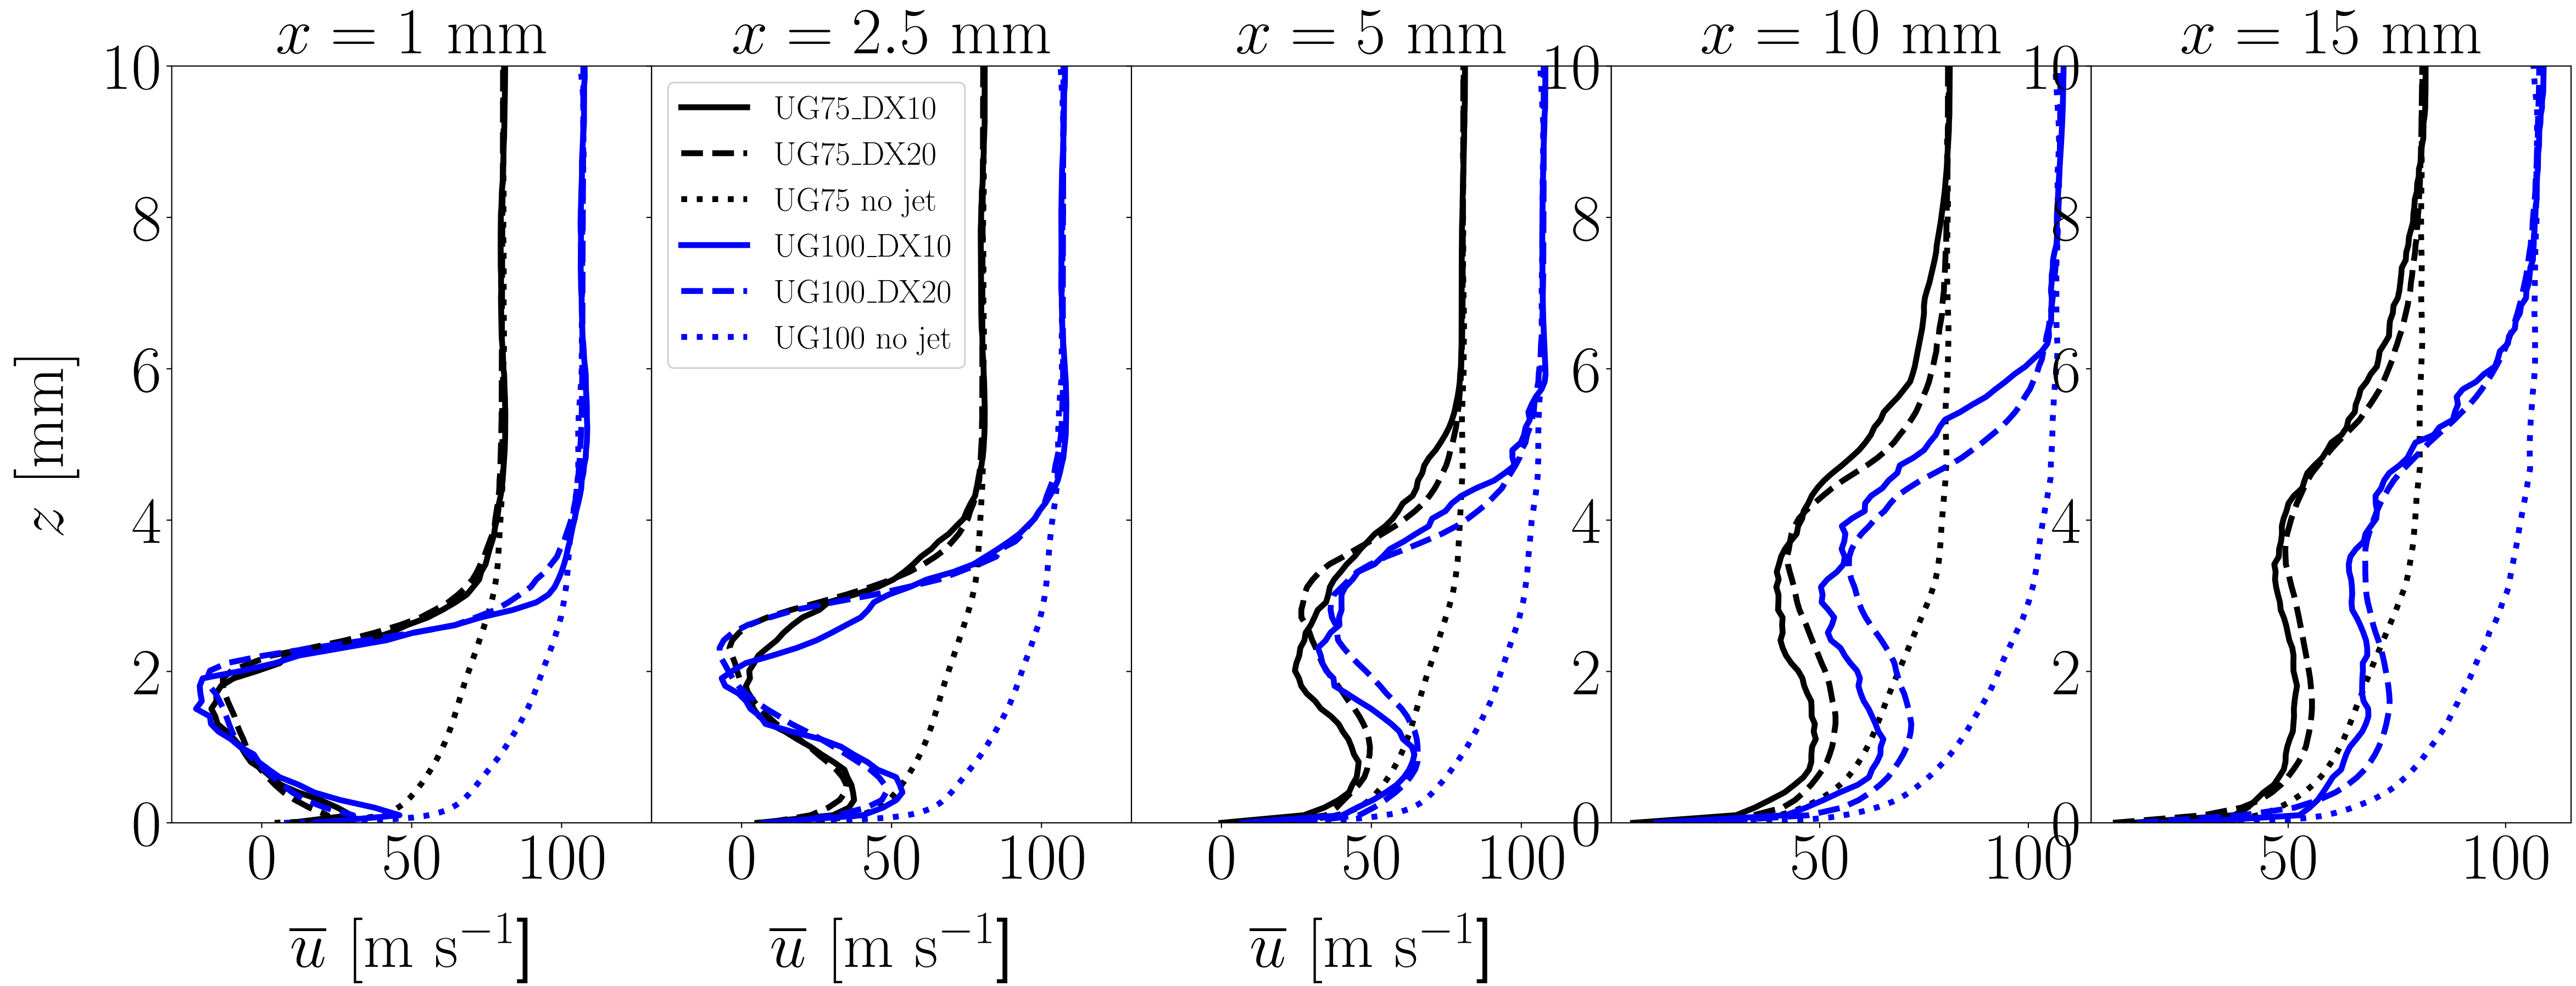 x = 1 mm
x = 2.5 mm
x = 5 mm
x = 10 mm
x = 15 mm
z [mm]
10
8
6
4
2
0
UG75_DX10
UG75_DX20
UG75 no jet
UG100_DX10
UG100_DX20
UG100 no jet
10
8
6
4
2
0
10
8
6
4
2
0
0 50 100
0 50 100
0 50 100
50 100
50 100
u̅ [m s⁻¹]
u̅ [m s⁻¹]
u̅ [m s⁻¹]